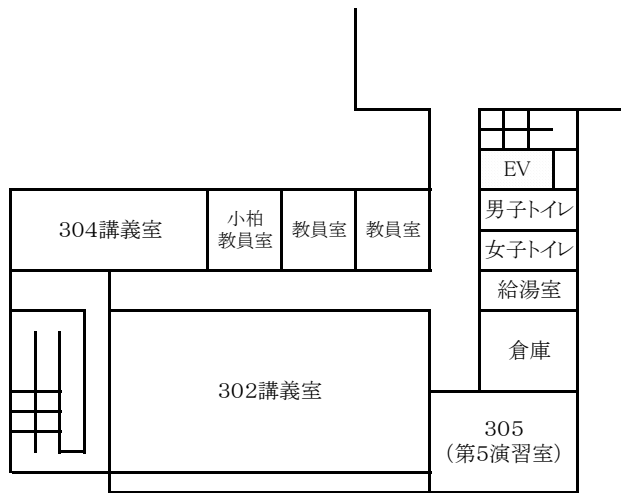 EV
男子トイレ
女子トイレ
給湯室
倉庫
304講義室
小柏
教員室
教員室
教員室
302講義室
305
（第5演習室）